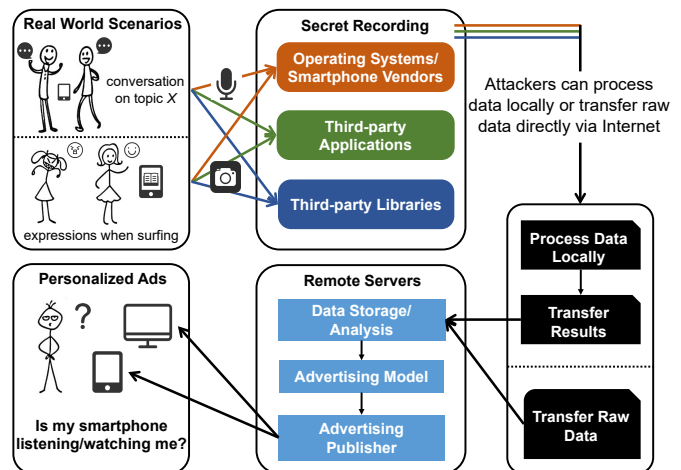 Real World Scenarios
conversation
on topic X
expressions when surfing
Secret Recording
Operating Systems/
Smartphone Vendors
Third-party
Applications
Third-party Libraries
Attackers can process
data locally or transfer raw
data directly via Internet
Process Data
Locally
Transfer
Results
Transfer Raw
Data
Remote Servers
Data Storage/
Analysis
Advertising Model
Advertising
Publisher
Personalized Ads
?
Is my smartphone
listening/watching me?